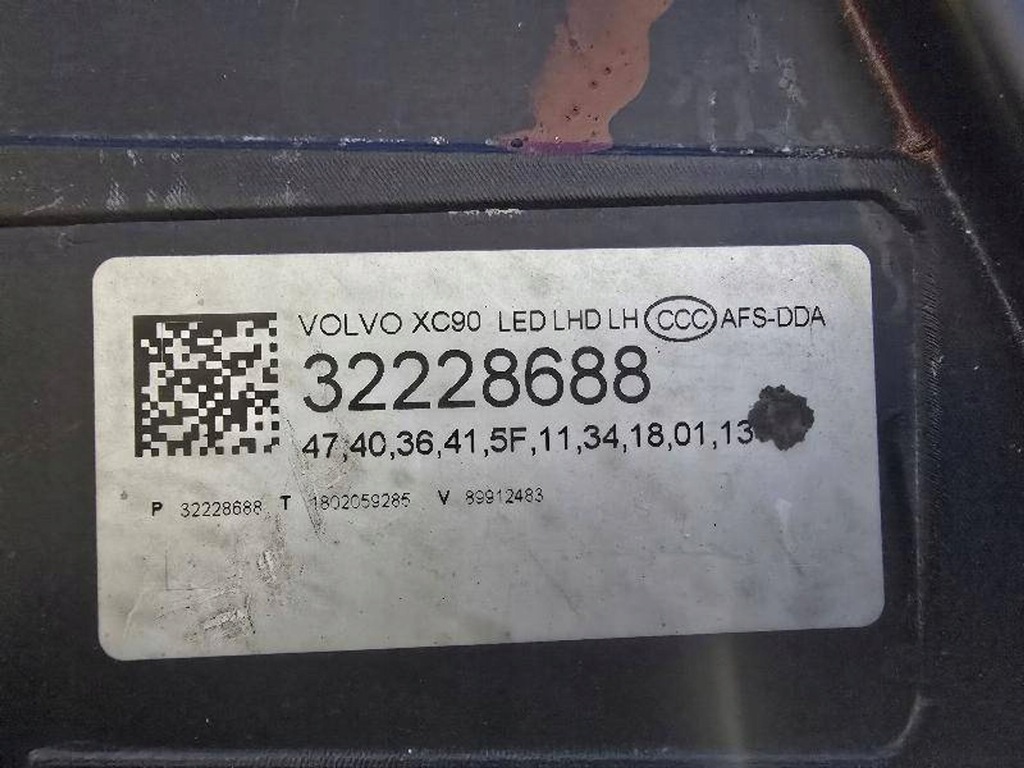 VOLVO XC90 LED LHD LH CCC AFS-DDA
32228688
47,40,36,41,5F,11,34,18,01,13
P 32228688 T 1802059285 V 89912483